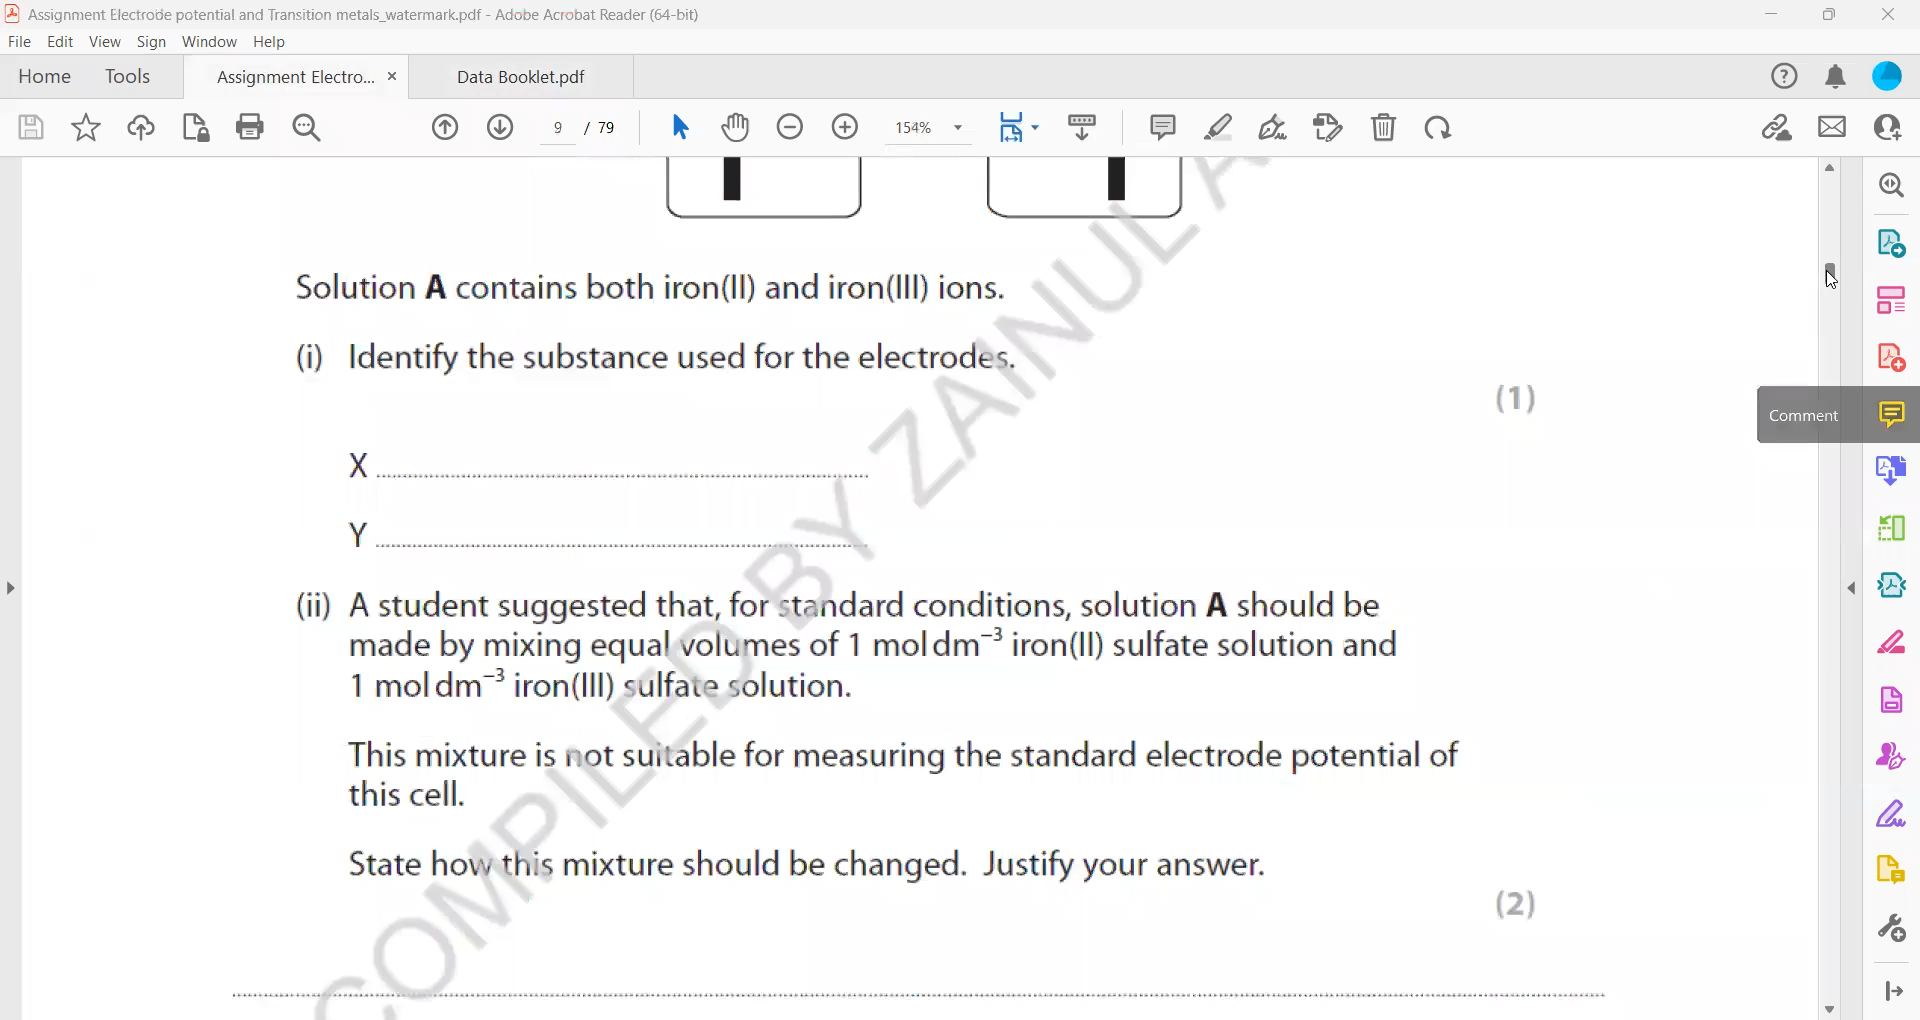 Assignment Electrode potential and Transition metals_watermark.pdf - Adobe Acrobat Reader (64-bit)
File Edit View Sign Window Help
Home Tools Assignment Electro... × Data Booklet.pdf
9 / 79 154%
Solution A contains both iron(II) and iron(III) ions.
(i) Identify the substance used for the electrodes.
(1)
Comment
X
Y
(ii) A student suggested that, for standard conditions, solution A should be
made by mixing equal volumes of 1 mol dm⁻³ iron(II) sulfate solution and
1 mol dm⁻³ iron(III) sulfate solution.
This mixture is not suitable for measuring the standard electrode potential of
this cell.
State how this mixture should be changed. Justify your answer.
(2)
COMPILED BY ZAINULA